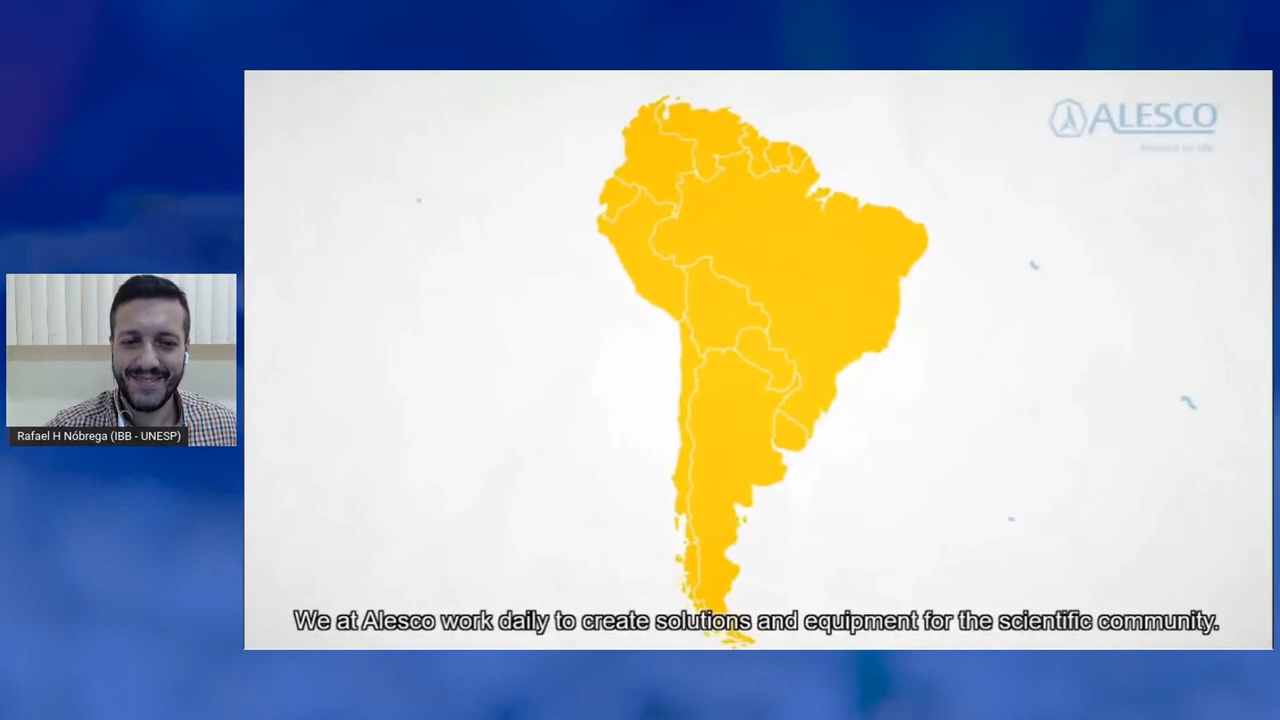 ALESCO
Rafael H Nóbrega (IBB - UNESP)
We at Alesco work daily to create solutions and equipment for the scientific community.